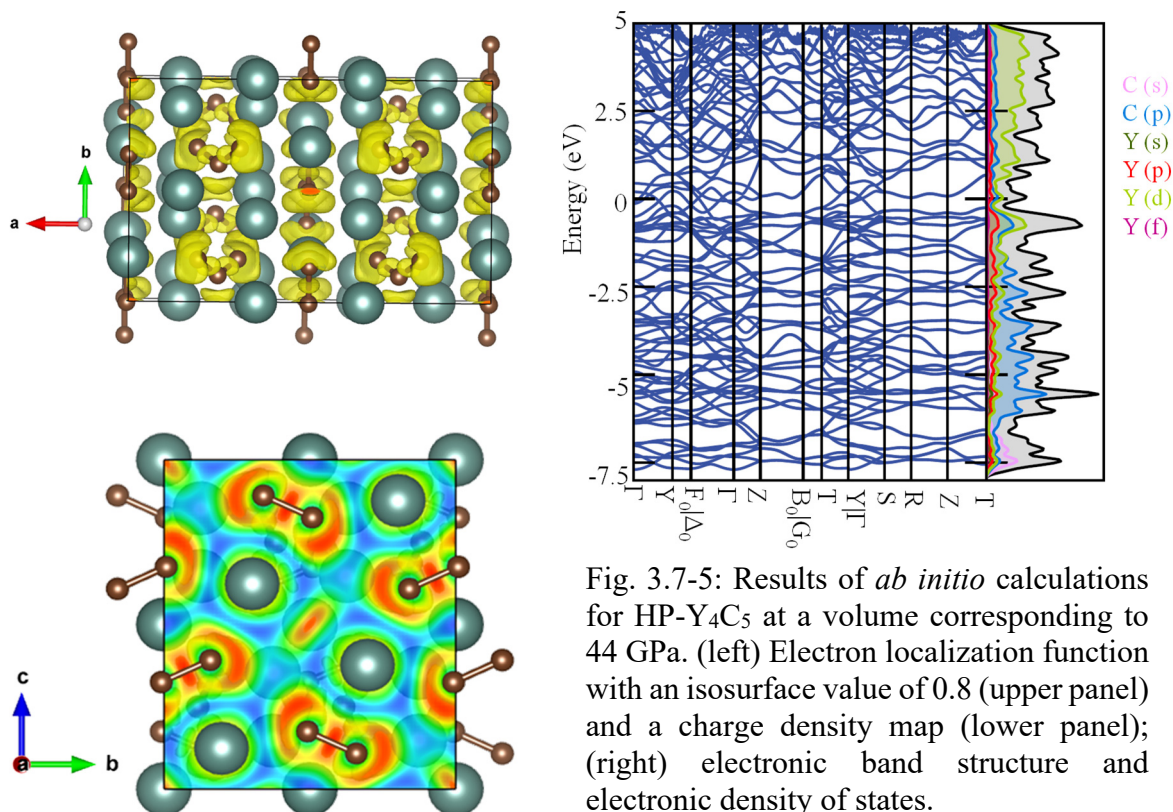 b
a
c
a
b
5
2.5
0
-2.5
-5
-7.5
Energy (eV)
Γ
Y
F₀|Δ₀
Γ
Z
B₀|G₀
T
Y|Γ
S
R
Z
T
C (s)
C (p)
Y (s)
Y (p)
Y (d)
Y (f)
Fig. 3.7-5: Results of ab initio calculations
for HP-Y₄C₅ at a volume corresponding to
44 GPa. (left) Electron localization function
with an isosurface value of 0.8 (upper panel)
and a charge density map (lower panel);
(right) electronic band structure and
electronic density of states.